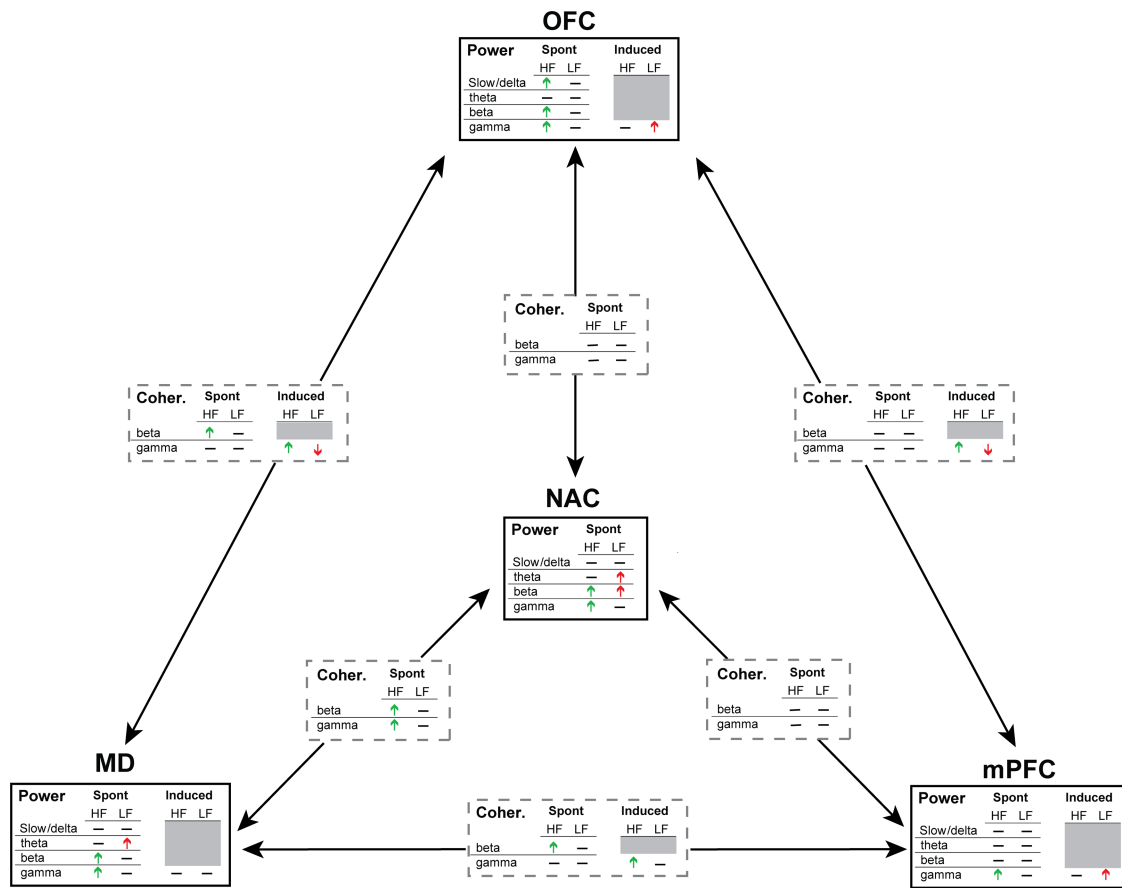 OFC
Power Spont Induced
HF LF HF LF
Slow/delta ↑ –
theta – –
beta ↑ –
gamma ↑ – – ↑
Coher. Spont
HF LF
beta – –
gamma – –
Coher. Spont Induced
HF LF HF LF
beta ↑ –
gamma – – ↑ ↓
Coher. Spont Induced
HF LF HF LF
beta – –
gamma – – ↑ ↓
NAC
Power Spont
HF LF
Slow/delta – –
theta – ↑
beta ↑ ↑
gamma ↑ –
Coher. Spont
HF LF
beta ↑ –
gamma ↑ –
Coher. Spont
HF LF
beta – –
gamma – –
MD
Power Spont Induced
HF LF HF LF
Slow/delta – –
theta – ↑
beta ↑ –
gamma ↑ – – –
Coher. Spont Induced
HF LF HF LF
beta ↑ –
gamma – – ↑ –
mPFC
Power Spont Induced
HF LF HF LF
Slow/delta – –
theta – –
beta – –
gamma ↑ – – ↑